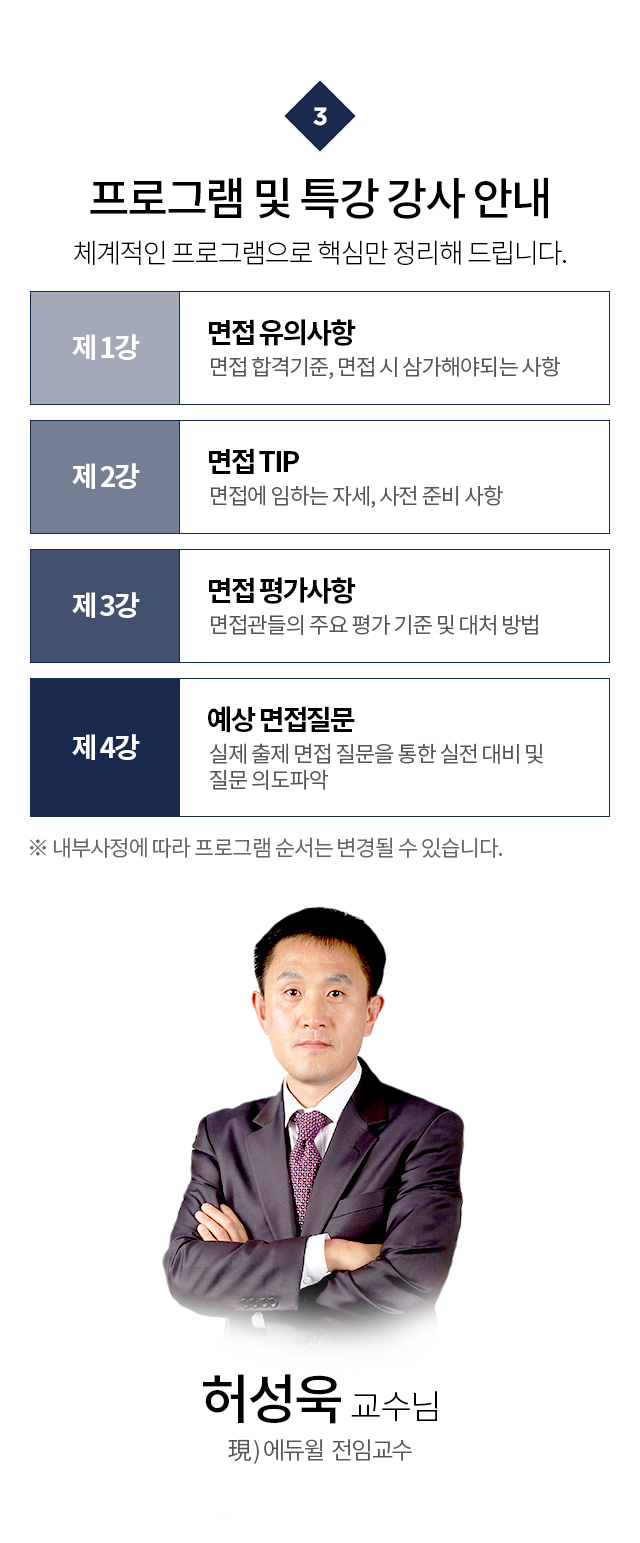 3
프로그램 및 특강 강사 안내
체계적인 프로그램으로 핵심만 정리해 드립니다.
제 1강
면접 유의사항
면접 합격기준, 면접 시 삼가해야되는 사항
제 2강
면접 TIP
면접에 임하는 자세, 사전 준비 사항
제 3강
면접 평가사항
면접관들의 주요 평가 기준 및 대처 방법
제 4강
예상 면접질문
실제 출제 면접 질문을 통한 실전 대비 및
질문 의도파악
※ 내부사정에 따라 프로그램 순서는 변경될 수 있습니다.
허성욱 교수님
現) 에듀윌 전임교수